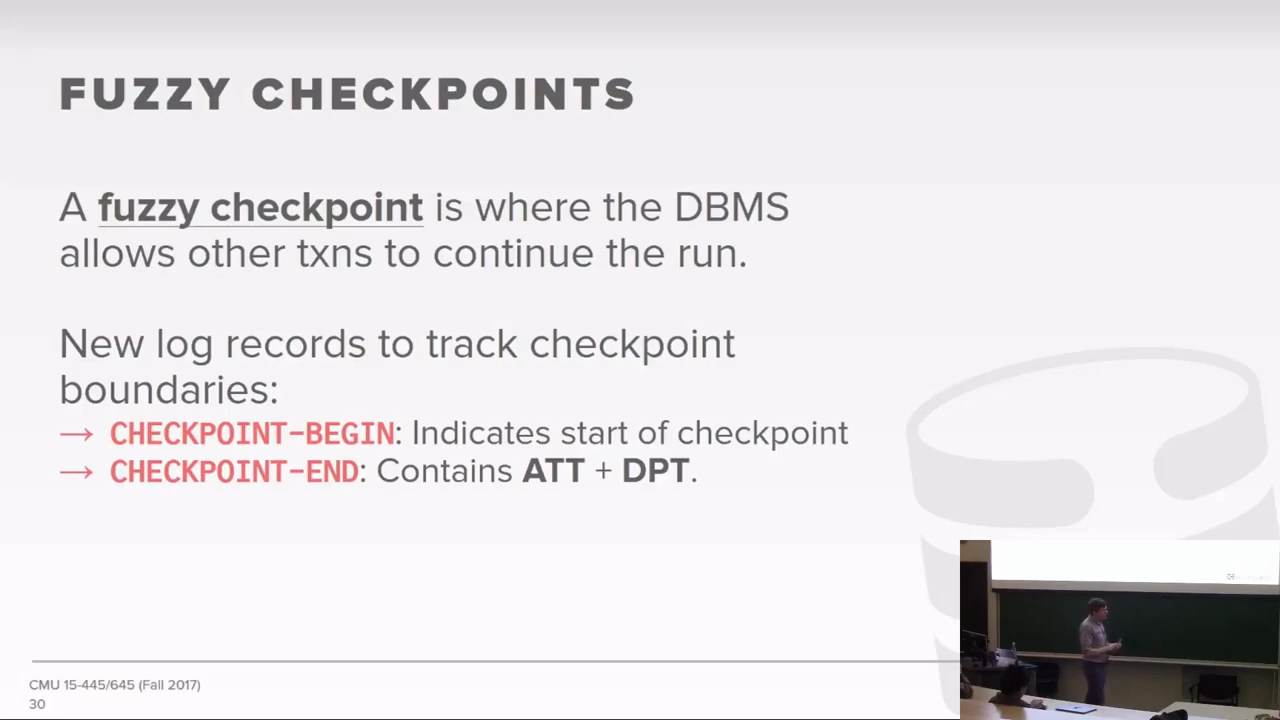 FUZZY CHECKPOINTS
A fuzzy checkpoint is where the DBMS
allows other txns to continue the run.
New log records to track checkpoint
boundaries:
→ CHECKPOINT-BEGIN: Indicates start of checkpoint
→ CHECKPOINT-END: Contains ATT + DPT.
CMU 15-445/645 (Fall 2017)
30